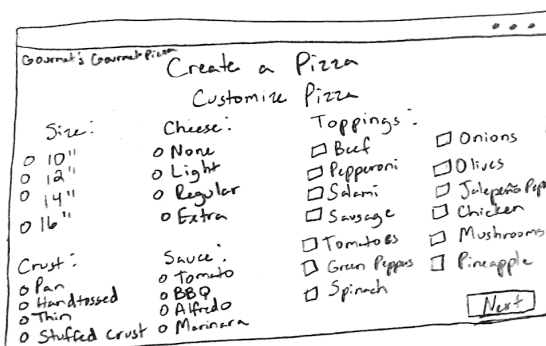 Gourmet's Gourmet Pizza
Create a Pizza
Customize Pizza
Size:
10"
12"
14"
16"
Cheese:
None
Light
Regular
Extra
Toppings:
Beef
Pepperoni
Salami
Sausage
Tomatoes
Green Peppers
Spinach
Onions
Olives
Jalepeño Pep
Chicken
Mushrooms
Pineapple
Crust:
Pan
Handtossed
Thin
Stuffed Crust
Sauce:
Tomato
BBQ
Alfredo
Marinara
Next